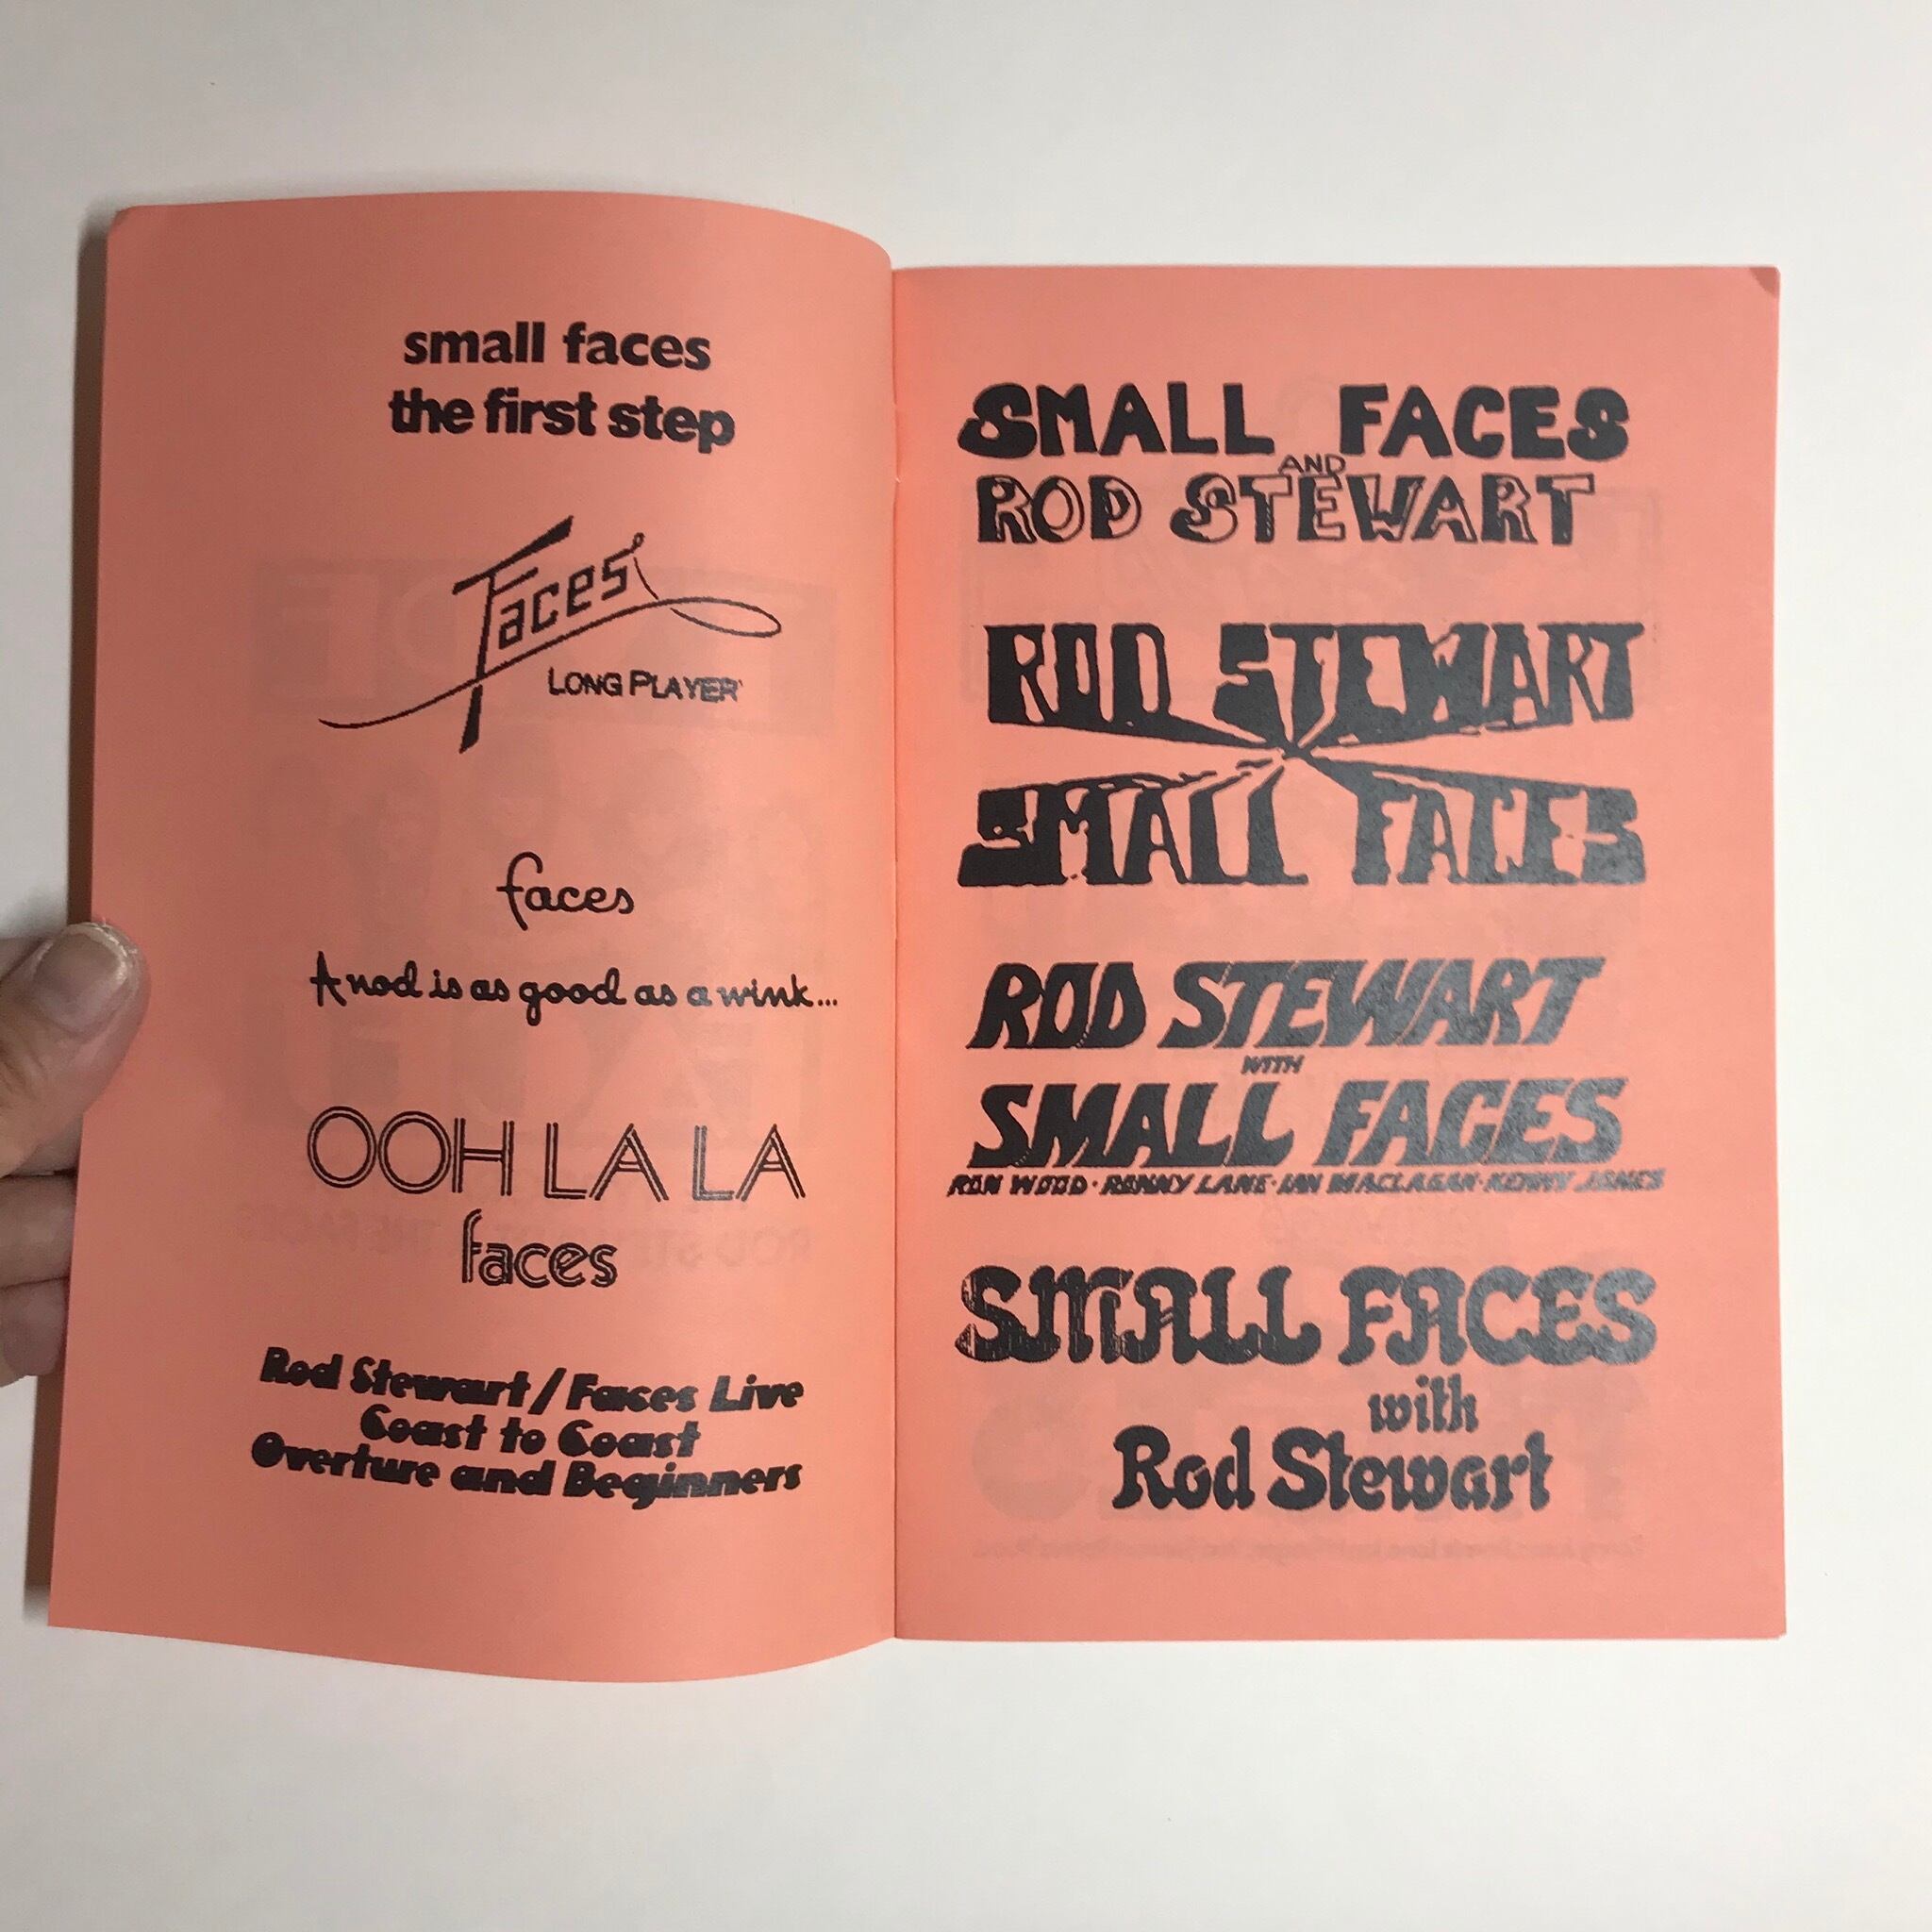 small faces
the first step
Faces
LONG PLAYER
faces
A nod is as good as a wink...
OOH LA LA
faces
Rod Stewart / Faces Live
Coast to Coast
Overture and Beginners
SMALL FACES
AND
ROD STEWART
ROD STEWART
SMALL FACES
ROD STEWART
WITH
SMALL FACES
RON WOOD · RONNY LANE · IAN MACLAGAN · KENNY JONES
SMALL FACES
with
Rod Stewart